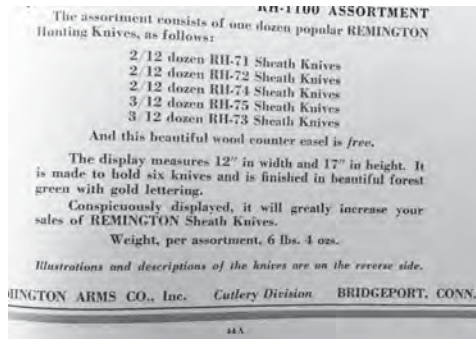 RH-1100 ASSORTMENT
The assortment consists of one dozen popular REMINGTON
Hunting Knives, as follows:
2/12 dozen RH-71 Sheath Knives
2/12 dozen RH-72 Sheath Knives
2/12 dozen RH-74 Sheath Knives
3/12 dozen RH-75 Sheath Knives
3/12 dozen RH-73 Sheath Knives
And this beautiful wood counter easel is free.
The display measures 12" in width and 17" in height. It
is made to hold six knives and is finished in beautiful forest
green with gold lettering.
Conspicuously displayed, it will greatly increase your
sales of REMINGTON Sheath Knives.
Weight, per assortment, 6 lbs. 4 ozs.
Illustrations and descriptions of the knives are on the reverse side.
MINGTON ARMS CO., Inc. Cutlery Division BRIDGEPORT, CONN.